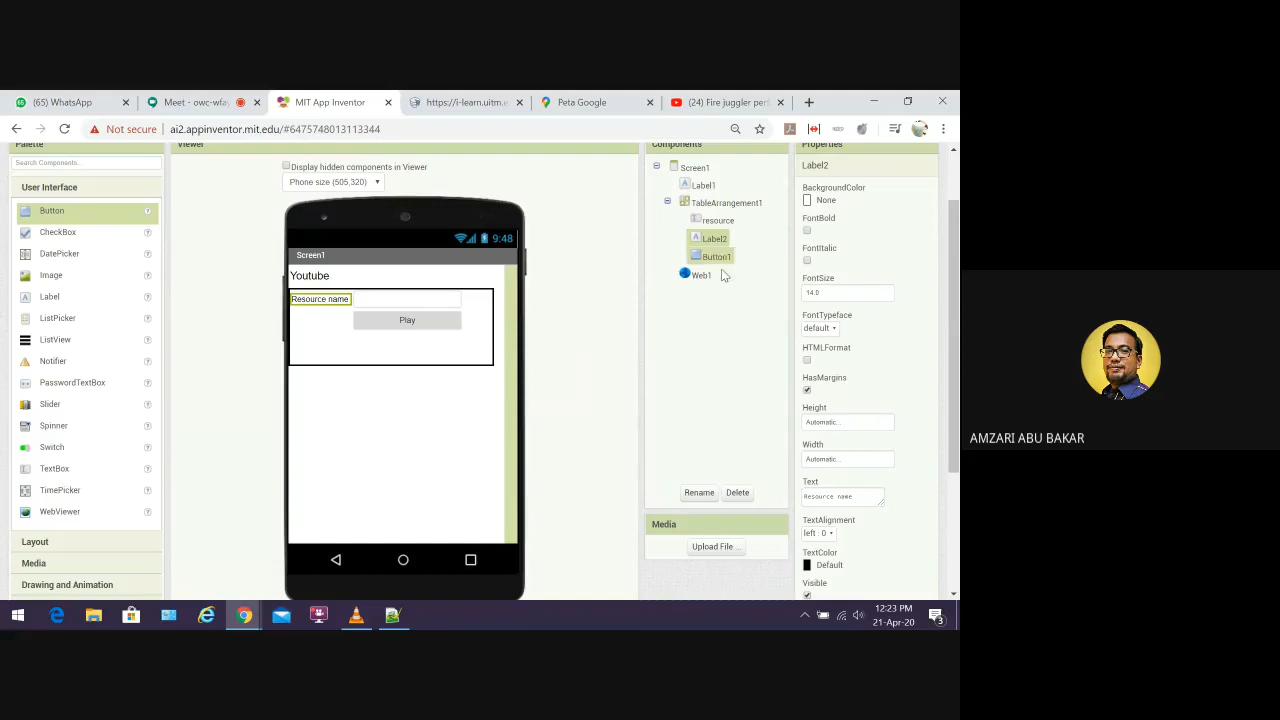 (65) WhatsApp
Meet - owc-wfay
MIT App Inventor
https://i-learn.uitm.e
Peta Google
(24) Fire juggler perf
Not secure
ai2.appinventor.mit.edu/#6475748013113344
Palette
Viewer
Components
Properties
Search Components...
User Interface
Button
CheckBox
DatePicker
Image
Label
ListPicker
ListView
Notifier
PasswordTextBox
Slider
Spinner
Switch
TextBox
TimePicker
WebViewer
Layout
Media
Drawing and Animation
Display hidden components in Viewer
Phone size (505,320)
9:48
Screen1
Youtube
Resource name
Play
Screen1
Label1
TableArrangement1
resource
Label2
Button1
Web1
Rename
Delete
Media
Upload File ...
Label2
BackgroundColor
None
FontBold
FontItalic
FontSize
14.0
FontTypeface
default
HTMLFormat
HasMargins
Height
Automatic...
Width
Automatic...
Text
Resource name
TextAlignment
left : 0
TextColor
Default
Visible
12:23 PM
21-Apr-20
3
AMZARI ABU BAKAR